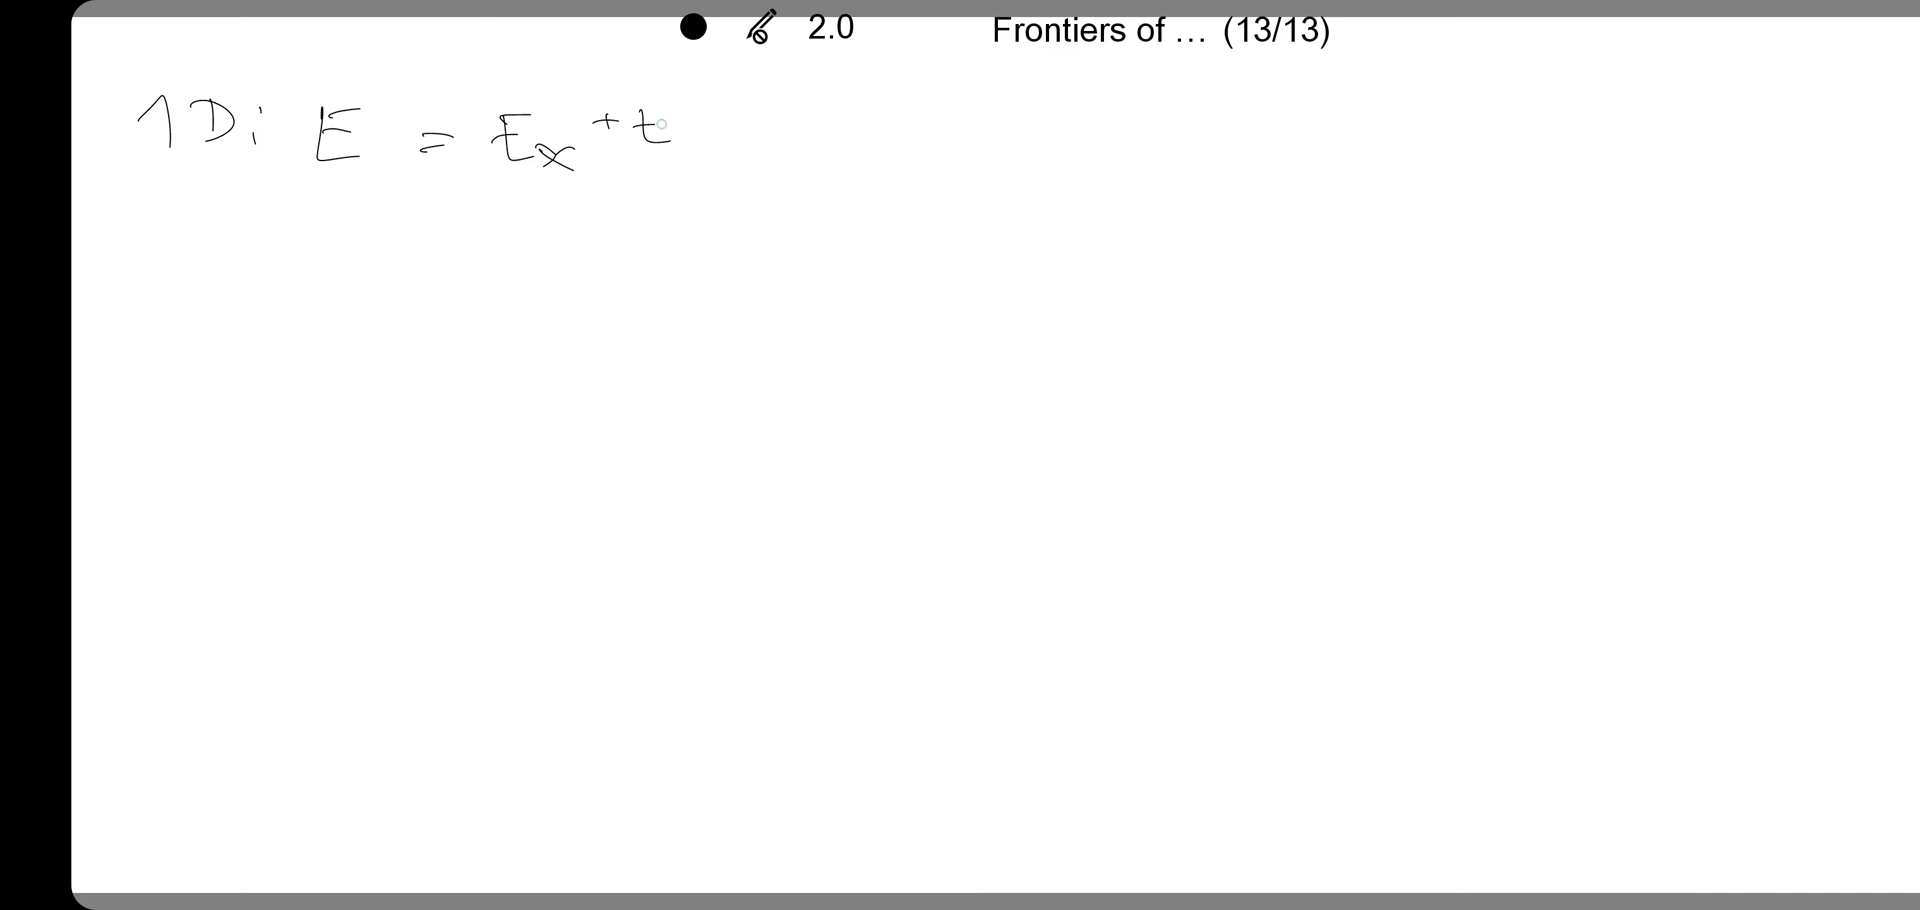 2.0 Frontiers of … (13/13)
1D: E = Ex + t